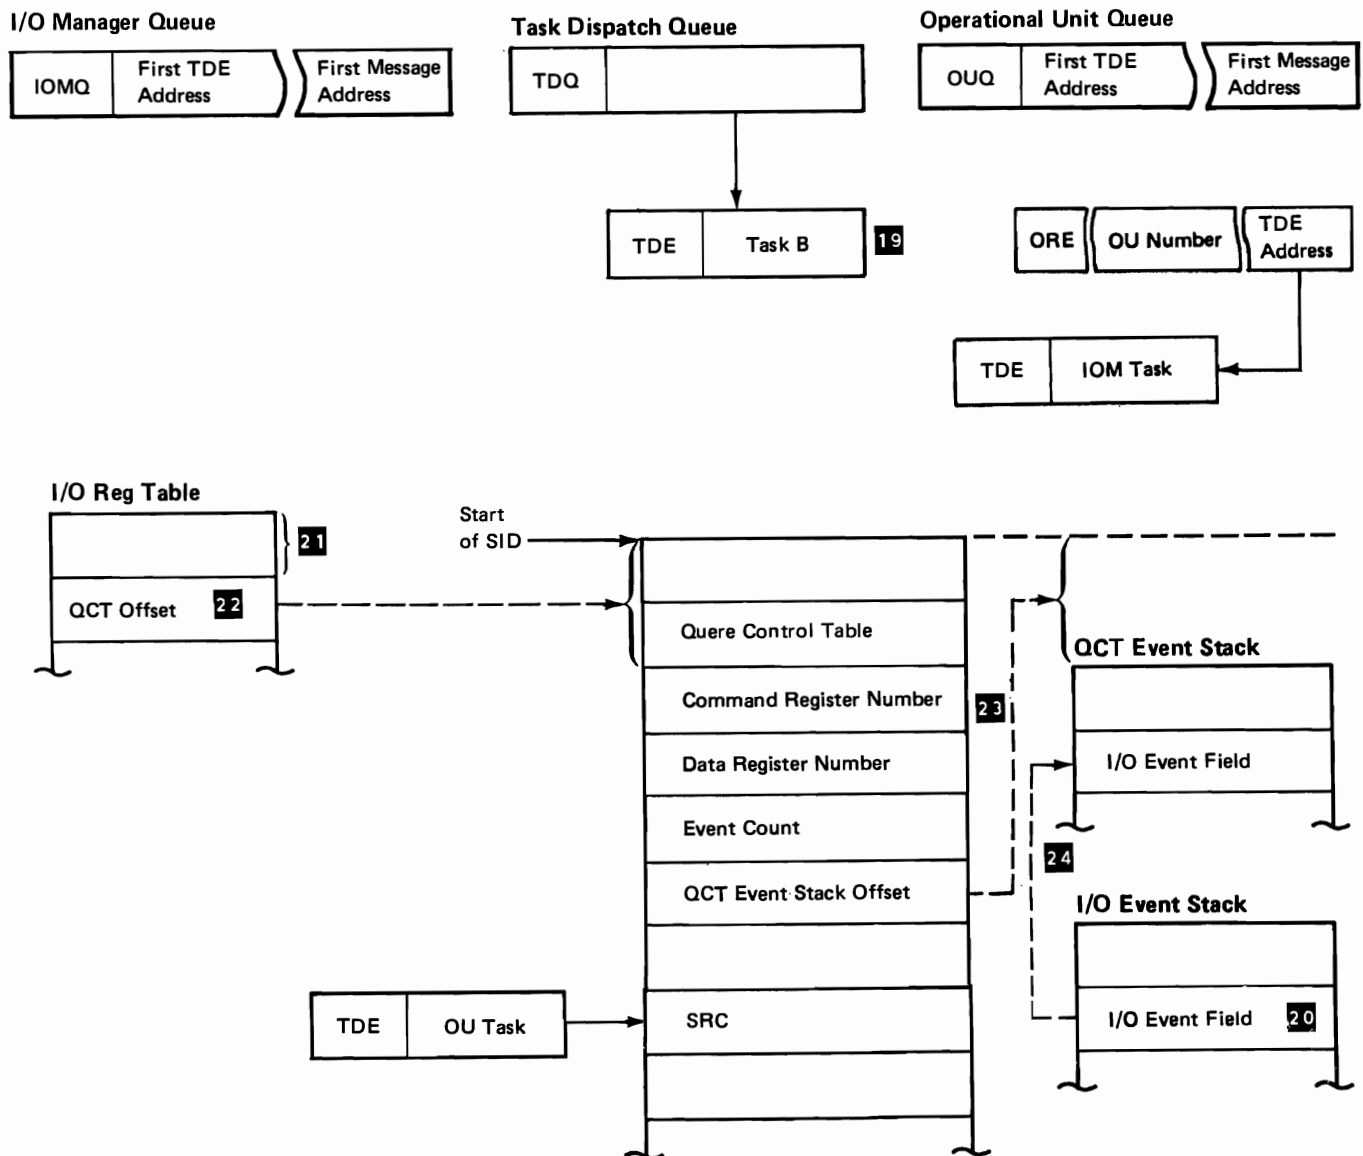 I/O Manager Queue
IOMQ
First TDE
Address
First Message
Address
Task Dispatch Queue
TDQ
Operational Unit Queue
OUQ
First TDE
Address
First Message
Address
TDE
Task B
19
ORE
OU Number
TDE
Address
TDE
IOM Task
I/O Reg Table
21
QCT Offset
22
Start
of SID
Quere Control Table
Command Register Number
Data Register Number
Event Count
QCT Event Stack Offset
SRC
23
QCT Event Stack
I/O Event Field
24
I/O Event Stack
I/O Event Field
20
TDE
OU Task